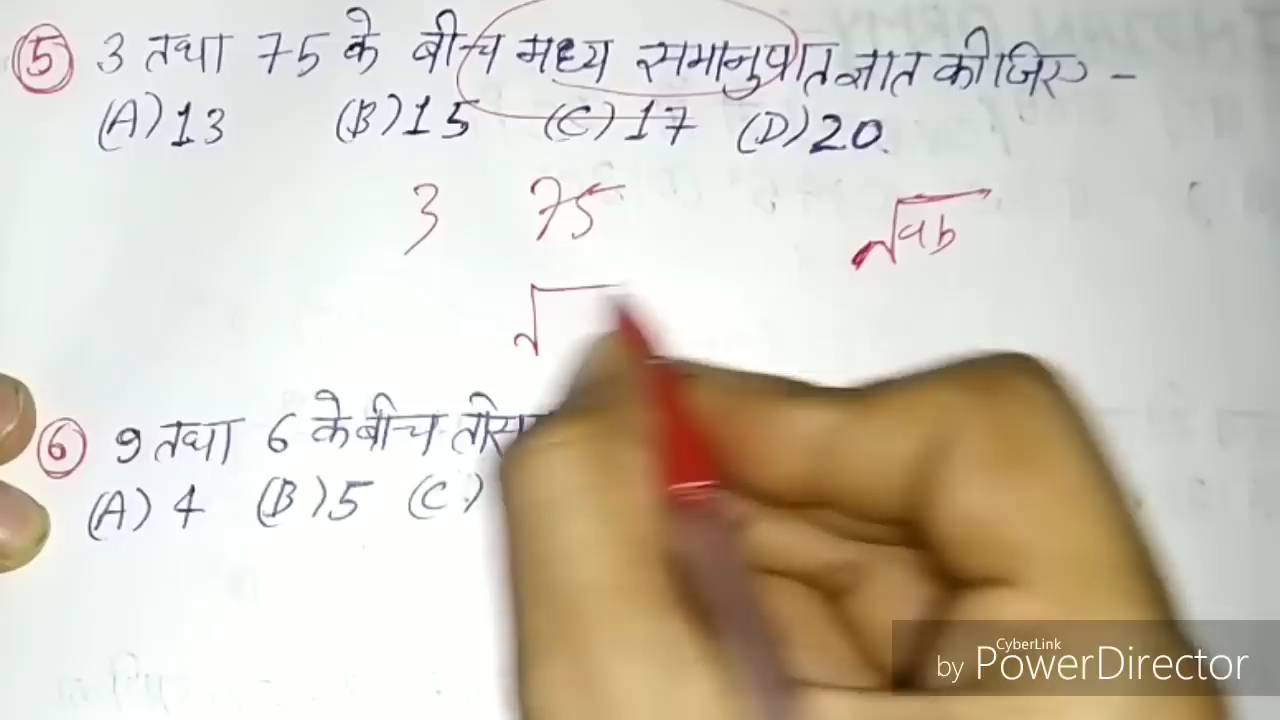 5 3 तथा 75 के बीच मध्य समानुपात ज्ञात कीजिए -
(A) 13 (B) 15 (C) 17 (D) 20.
3 75 √ab
√
6 9 तथा 6 के बीच
(A) 4 (B) 5 (C)
CyberLink
by PowerDirector